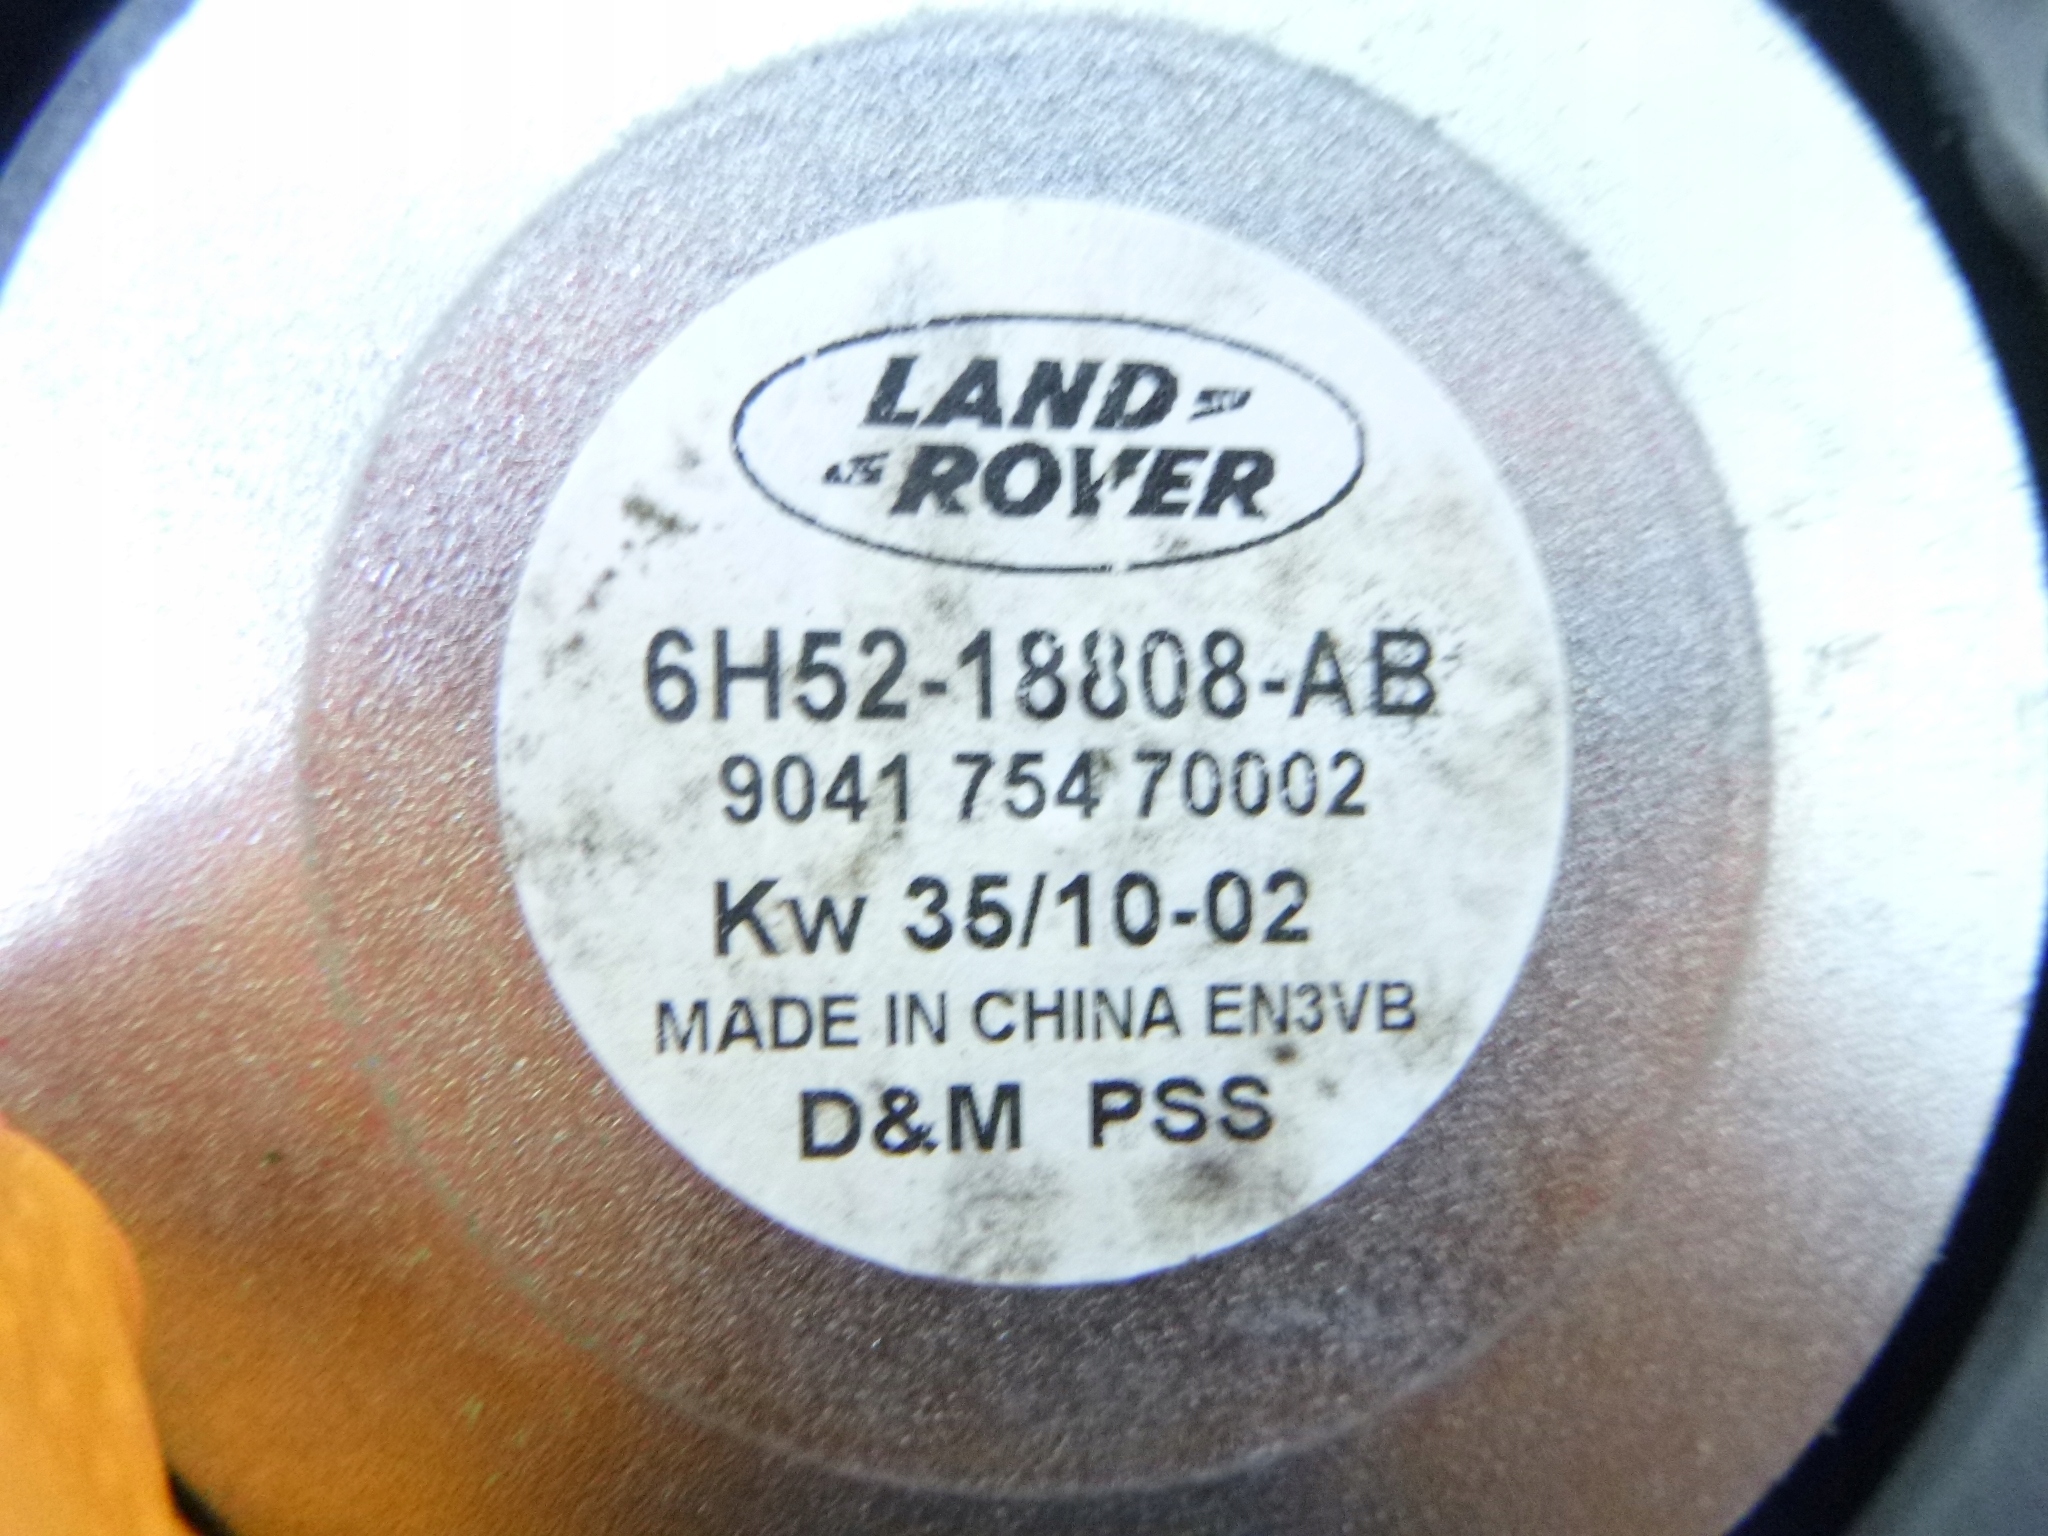 LAND
ROVER
6H52-18808-AB
9041 754 70002
Kw 35/10-02
MADE IN CHINA EN3VB
D&M PSS